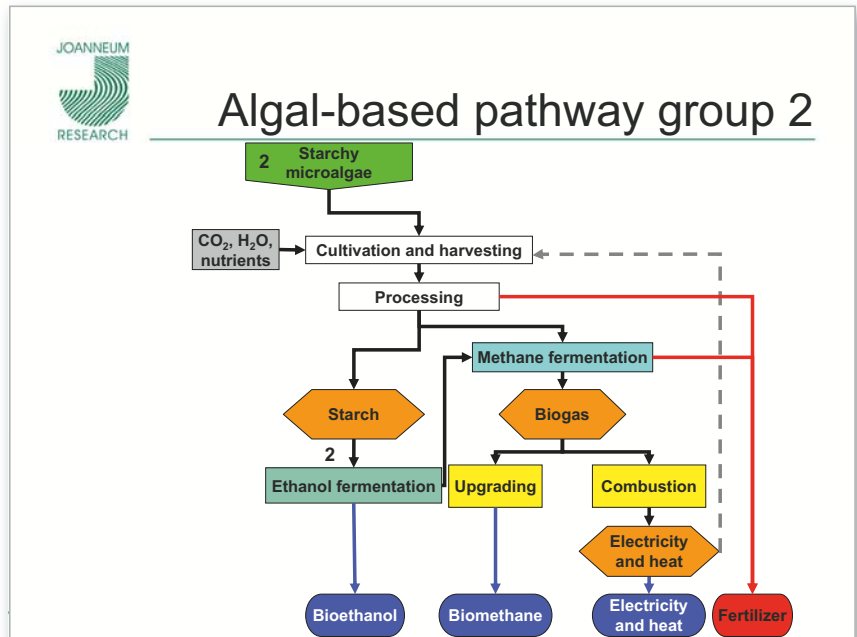 JOANNEUM
RESEARCH
Algal-based pathway group 2
2 Starchy
microalgae
CO₂, H₂O,
nutrients
Cultivation and harvesting
Processing
Methane fermentation
Starch
Biogas
2
Ethanol fermentation
Upgrading
Combustion
Electricity
and heat
Bioethanol
Biomethane
Electricity
and heat
Fertilizer